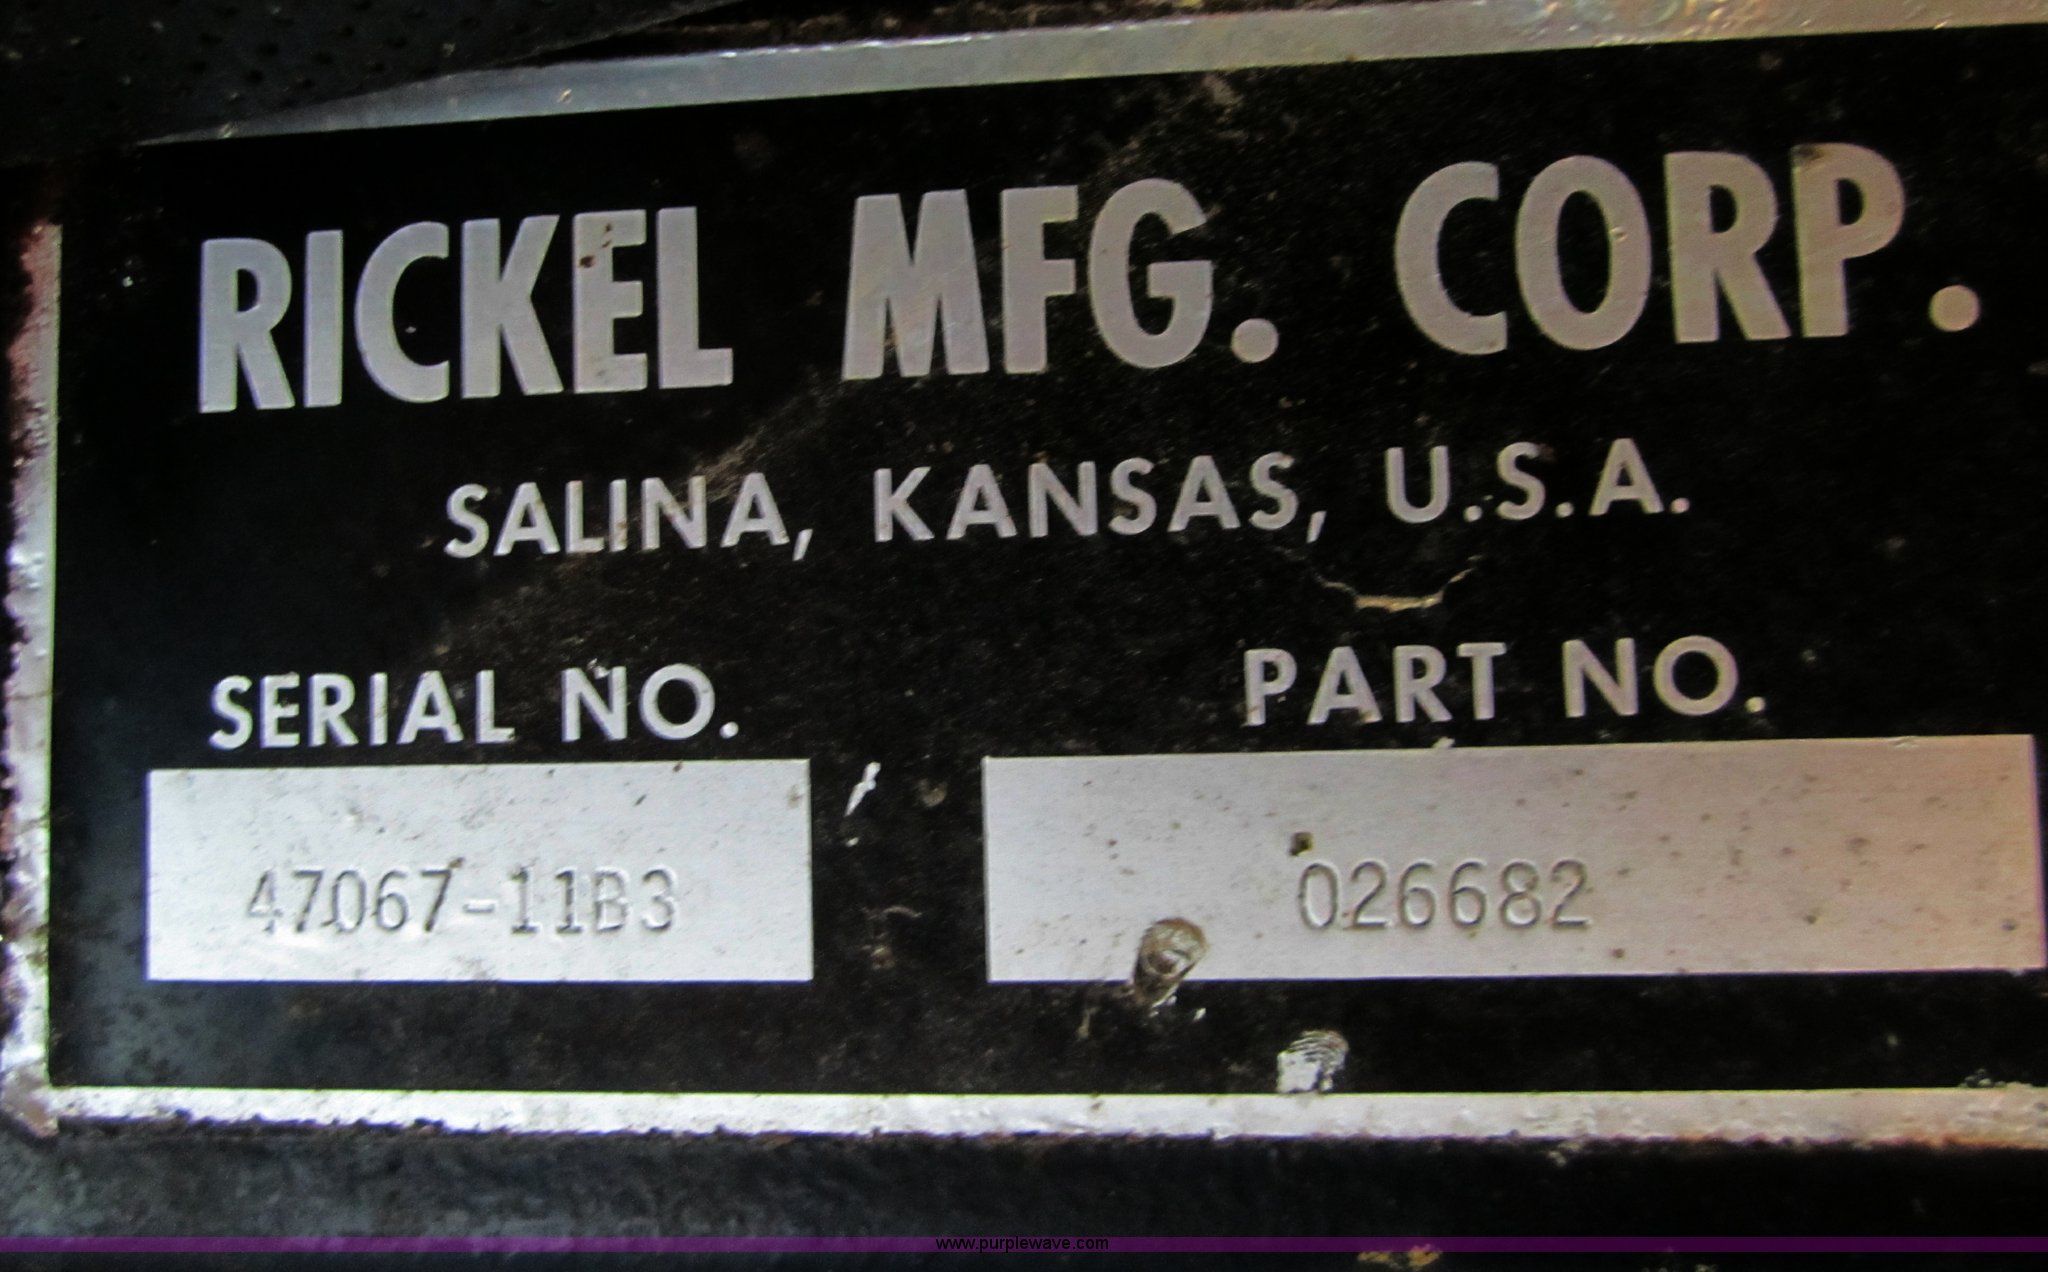 RICKEL MFG. CORP.
SALINA, KANSAS, U.S.A.
SERIAL NO. PART NO.
47067-11B3 026682
www.purplewave.com